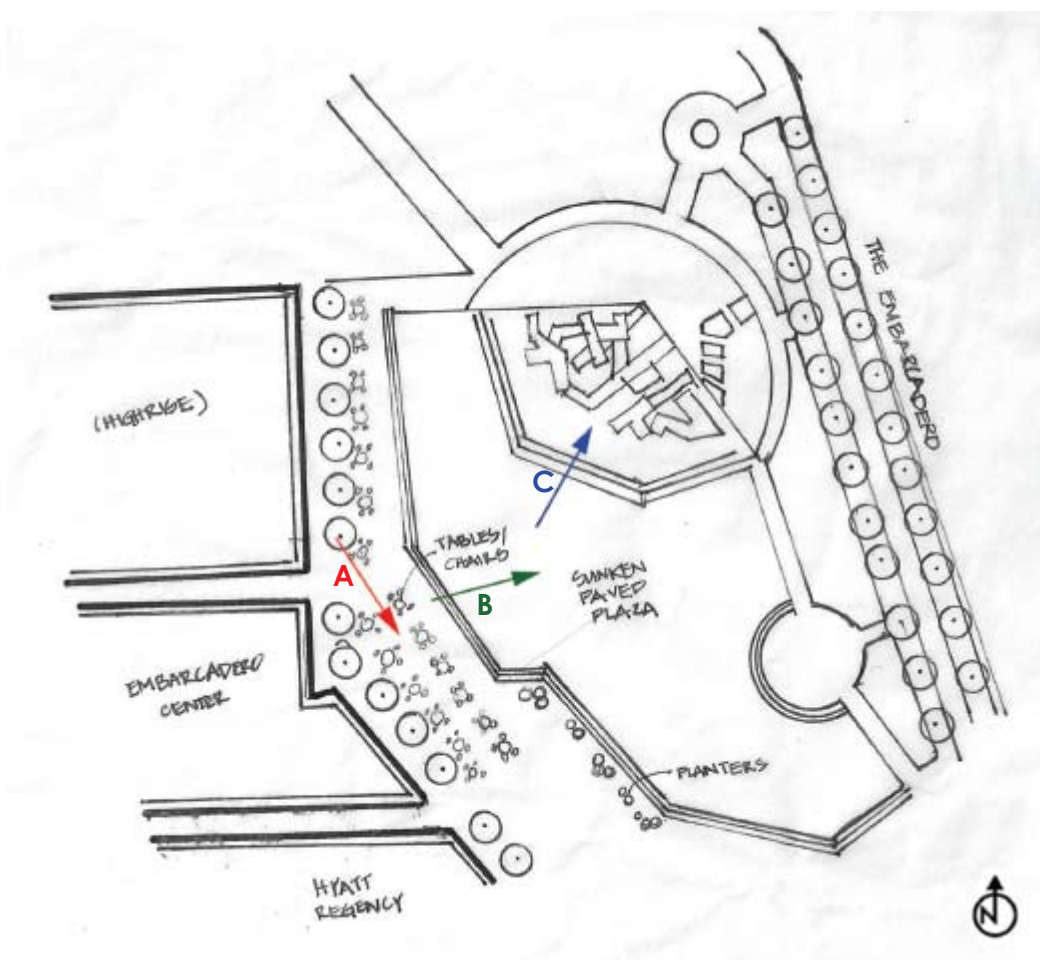 THE EMBARCADERO
(HIGHRISE)
C
TABLES/
CHAIRS
A
B
SUNKEN
PAVED
PLAZA
EMBARCADERO
CENTER
PLANTERS
HYATT
REGENCY
N